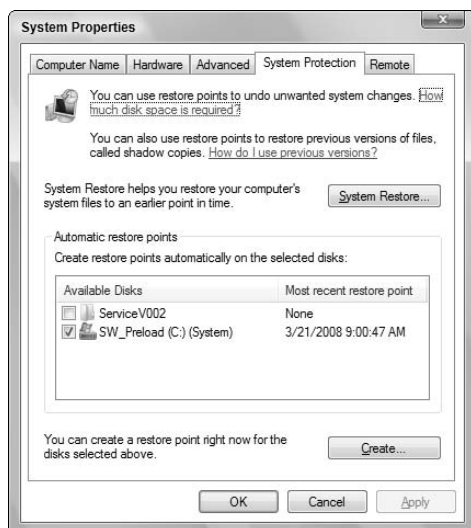 System Properties
Computer Name Hardware Advanced System Protection Remote
You can use restore points to undo unwanted system changes. How
much disk space is required?
You can also use restore points to restore previous versions of files,
called shadow copies. How do I use previous versions?
System Restore helps you restore your computer's
system files to an earlier point in time.
System Restore...
Automatic restore points
Create restore points automatically on the selected disks:
Available Disks Most recent restore point
ServiceV002 None
SW_Preload (C:) (System) 3/21/2008 9:00:47 AM
You can create a restore point right now for the
disks selected above.
Create...
OK Cancel Apply